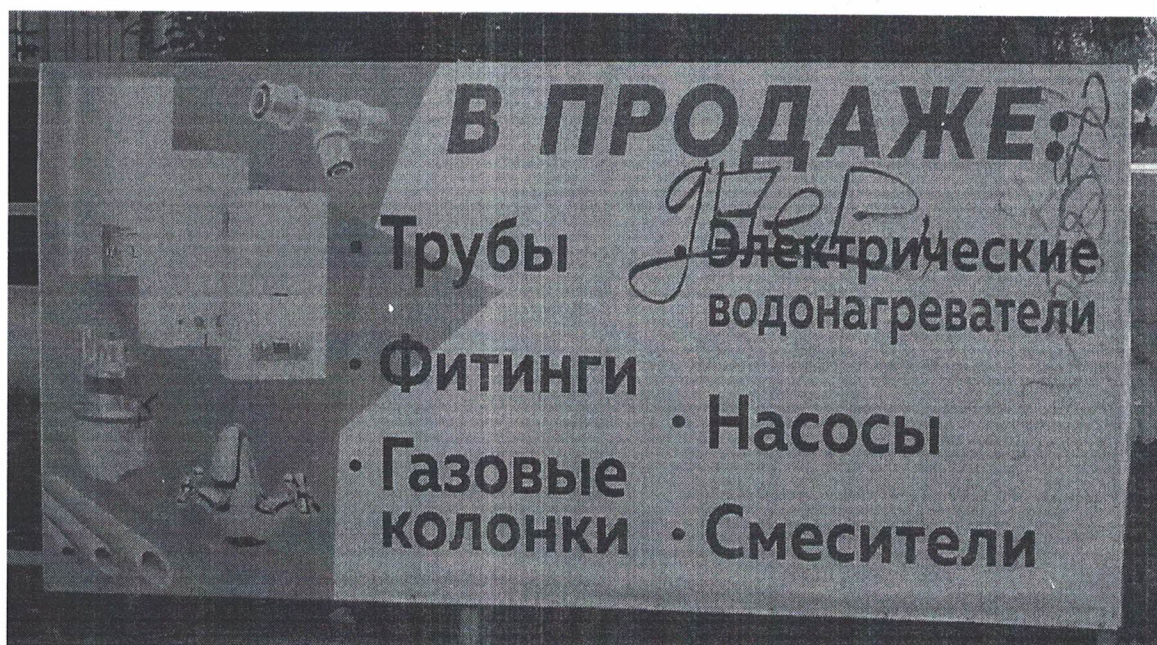 В ПРОДАЖЕ:
• Трубы
• Фитинги
• Газовые
колонки
• Электрические
водонагреватели
• Насосы
• Смесители